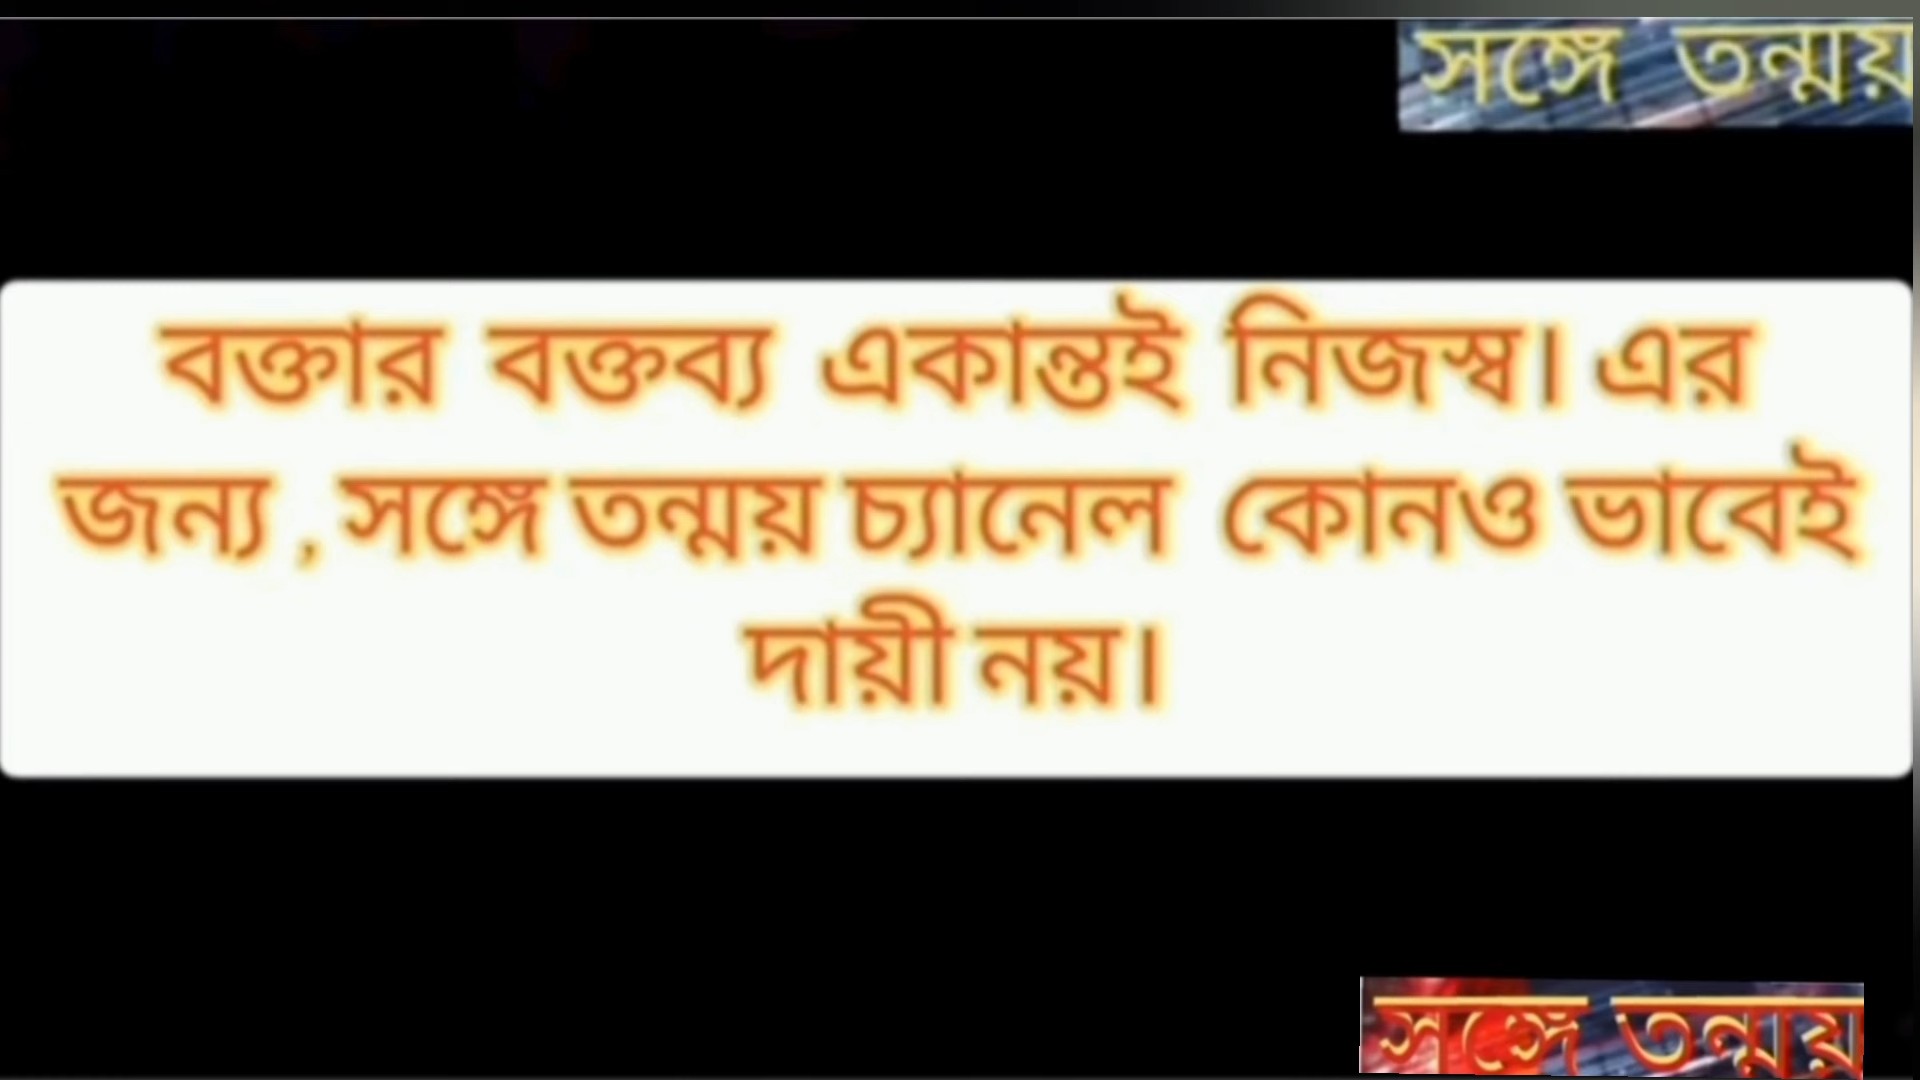 সঙ্গে তন্ময়
বক্তার বক্তব্য একান্তই নিজস্ব। এর
জন্য , সঙ্গে তন্ময় চ্যানেল কোনও ভাবেই
দায়ী নয়।
সঙ্গে তন্ময়